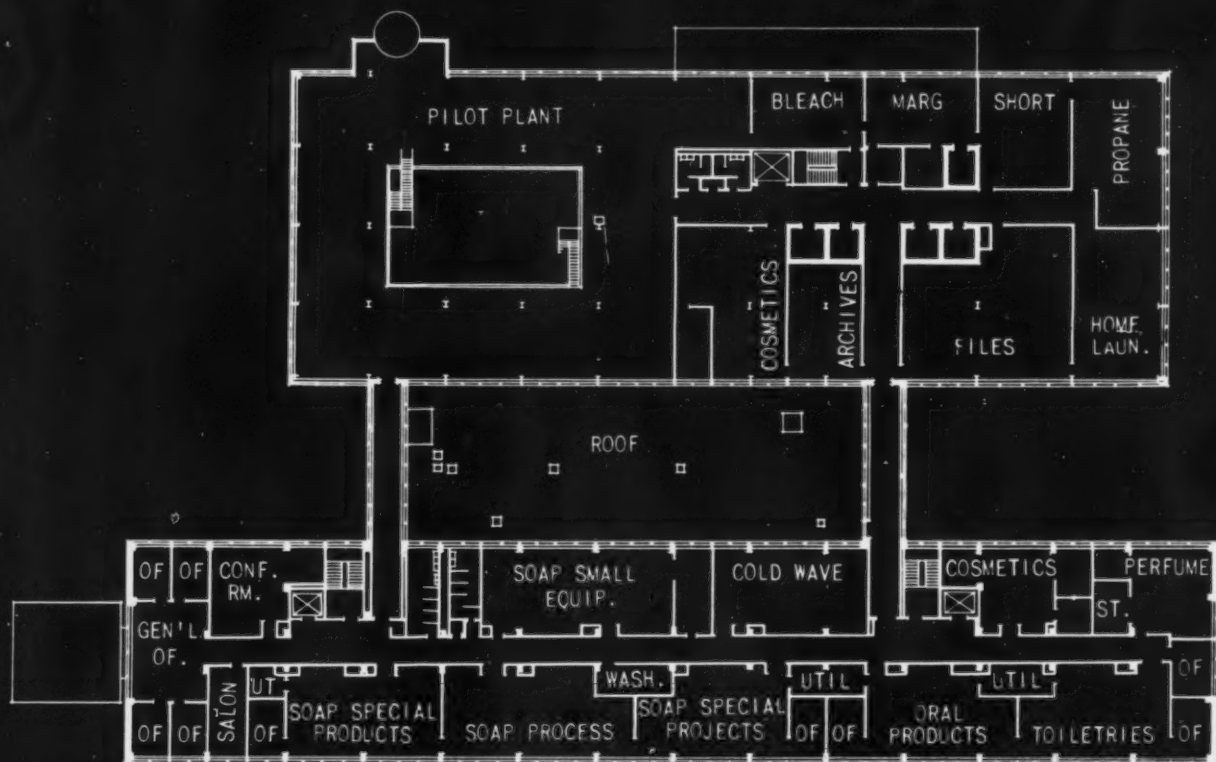 PILOT PLANT
BLEACH
MARG
SHORT
PROPANE
COSMETICS
ARCHIVES
FILES
HOME
LAUN.
ROOF
OF
OF
CONF.
RM.
SOAP SMALL
EQUIP.
COLD WAVE
COSMETICS
PERFUME
ST.
GEN'L
OF.
OF
OF
SALON
UT
OF
SOAP SPECIAL
PRODUCTS
SOAP PROCESS
WASH.
SOAP SPECIAL
PROJECTS
UTIL
OF
OF
ORAL
PRODUCTS
UTIL
TOILETRIES
OF
OF